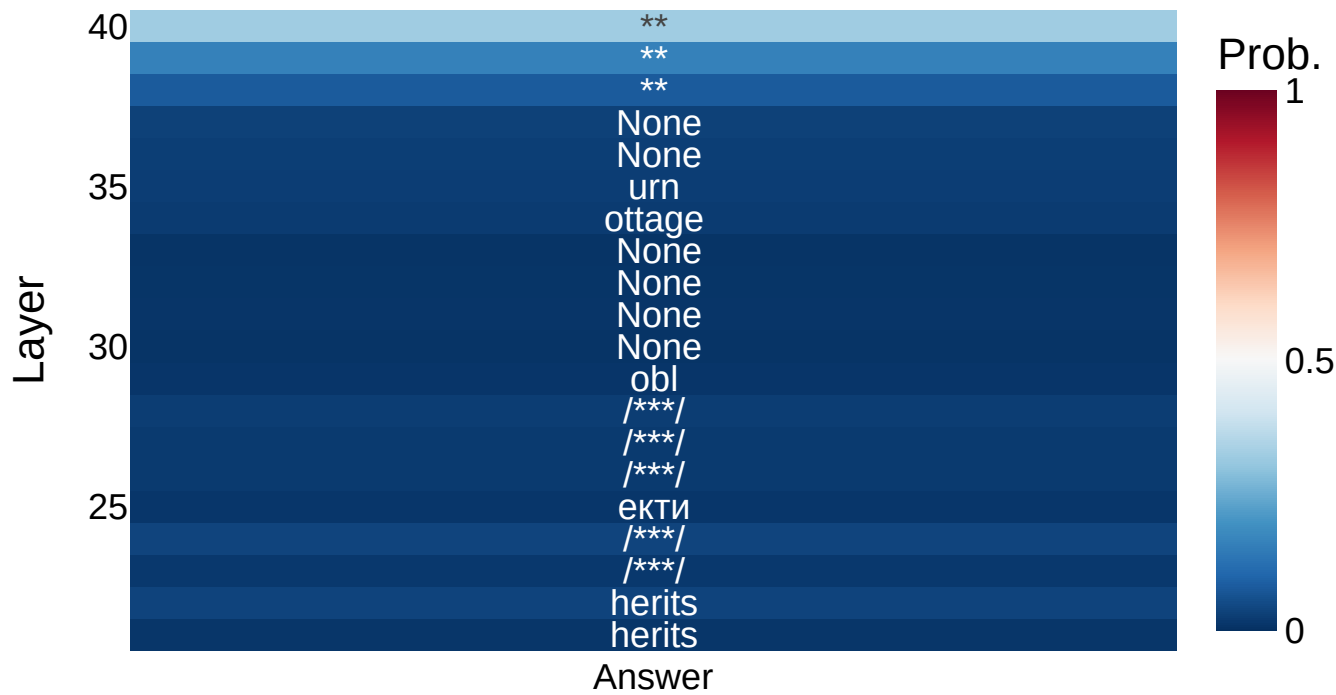 40
**
**
**
None
None
35
urn
ottage
None
None
None
30
None
obl
/***/
/***/
/***/
25
екти
/***/
/***/
herits
herits
Layer
Answer
Prob.
1
0.5
0